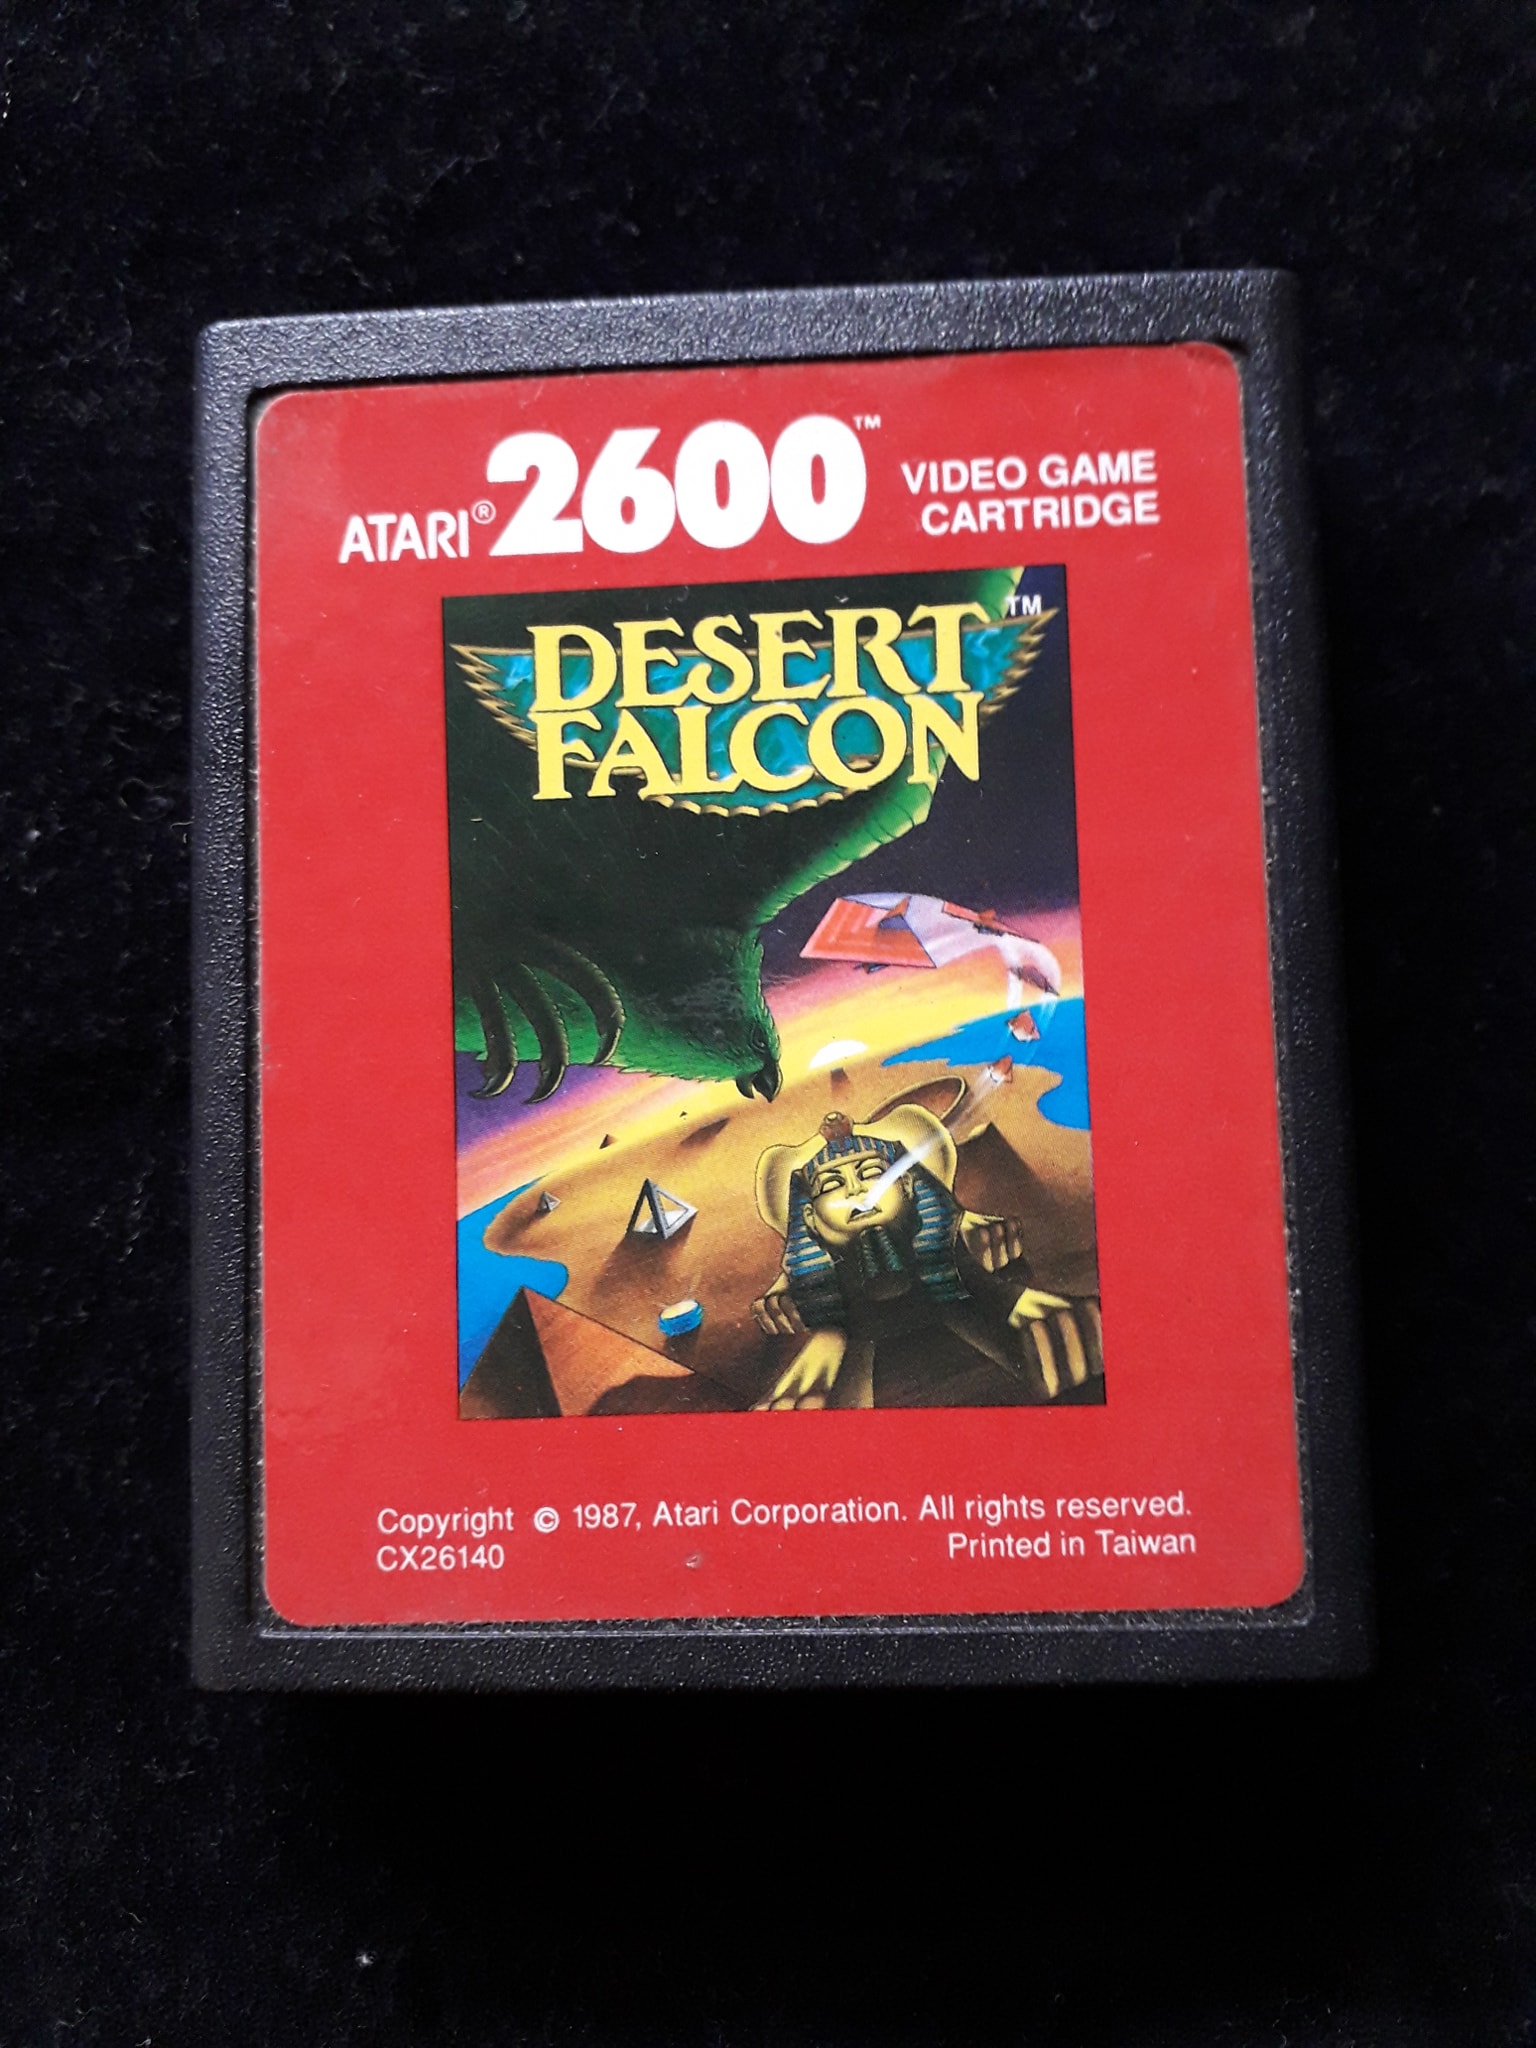 ATARI® 2600™ VIDEO GAME
CARTRIDGE
DESERT™
FALCON
Copyright © 1987, Atari Corporation. All rights reserved.
CX26140 Printed in Taiwan